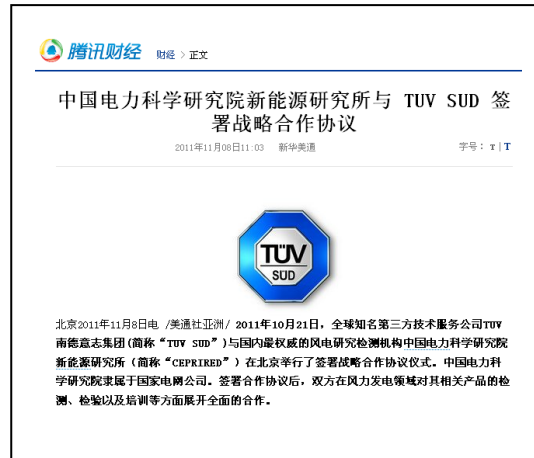 腾讯财经 财经 > 正文
中国电力科学研究院新能源研究所与 TUV SUD 签
署战略合作协议
2011年11月08日11:03 新华美通 字号: T|T
TÜV
SÜD
北京2011年11月8日电 /美通社亚洲/ 2011年10月21日，全球知名第三方技术服务公司TUV
南德意志集团(简称“TUV SUD”)与国内最权威的风电研究检测机构中国电力科学研究院
新能源研究所（简称“CEPRIRED”）在北京举行了签署战略合作协议仪式。中国电力科
学研究院隶属于国家电网公司。签署合作协议后，双方在风力发电领域对其相关产品的检
测、检验以及培训等方面展开全面的合作。